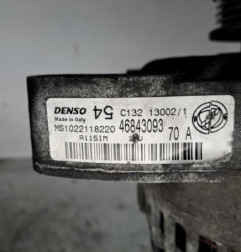 DENSO 54 C132 13002/1
Made in Italy
MS1022118220 46843093 70 A
A115IM